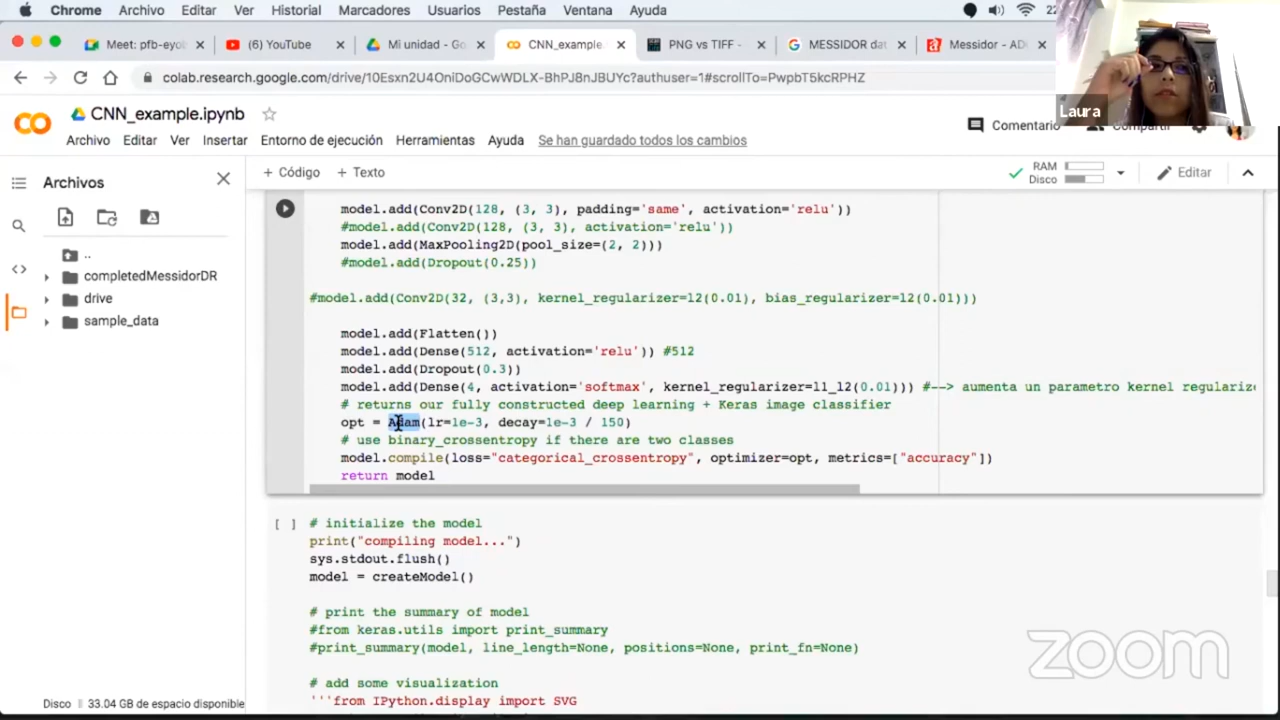 Chrome Archivo Editar Ver Historial Marcadores Usuarios Pestaña Ventana Ayuda
Meet: pfb-eyo
(6) YouTube
Mi unidad - Go
CNN_example.
PNG vs TIFF -
MESSIDOR da
Messidor - AD
colab.research.google.com/drive/10Esxn2U4OniDoGCwWDLX-BhPJ8nJBUYc?authuser=1#scrollTo=PwpbT5kcRPHZ
Laura
CNN_example.ipynb
Comentario
Compartir
Archivo Editar Ver Insertar Entorno de ejecución Herramientas Ayuda Se han guardado todos los cambios
Archivos
+ Código + Texto
RAM
Disco
Editar
..
completedMessidorDR
drive
sample_data
model.add(Conv2D(128, (3, 3), padding='same', activation='relu'))
#model.add(Conv2D(128, (3, 3), activation='relu'))
model.add(MaxPooling2D(pool_size=(2, 2)))
#model.add(Dropout(0.25))
#model.add(Conv2D(32, (3,3), kernel_regularizer=l2(0.01), bias_regularizer=l2(0.01)))
model.add(Flatten())
model.add(Dense(512, activation='relu')) #512
model.add(Dropout(0.3))
model.add(Dense(4, activation='softmax', kernel_regularizer=l1_l2(0.01))) #--> aumenta un parametro kernel regularize
# returns our fully constructed deep learning + Keras image classifier
opt = Adam(lr=1e-3, decay=1e-3 / 150)
# use binary_crossentropy if there are two classes
model.compile(loss="categorical_crossentropy", optimizer=opt, metrics=["accuracy"])
return model
[ ] # initialize the model
print("compiling model...")
sys.stdout.flush()
model = createModel()
# print the summary of model
#from keras.utils import print_summary
#print_summary(model, line_length=None, positions=None, print_fn=None)
# add some visualization
'''from IPython.display import SVG
Disco 33.04 GB de espacio disponible
zoom